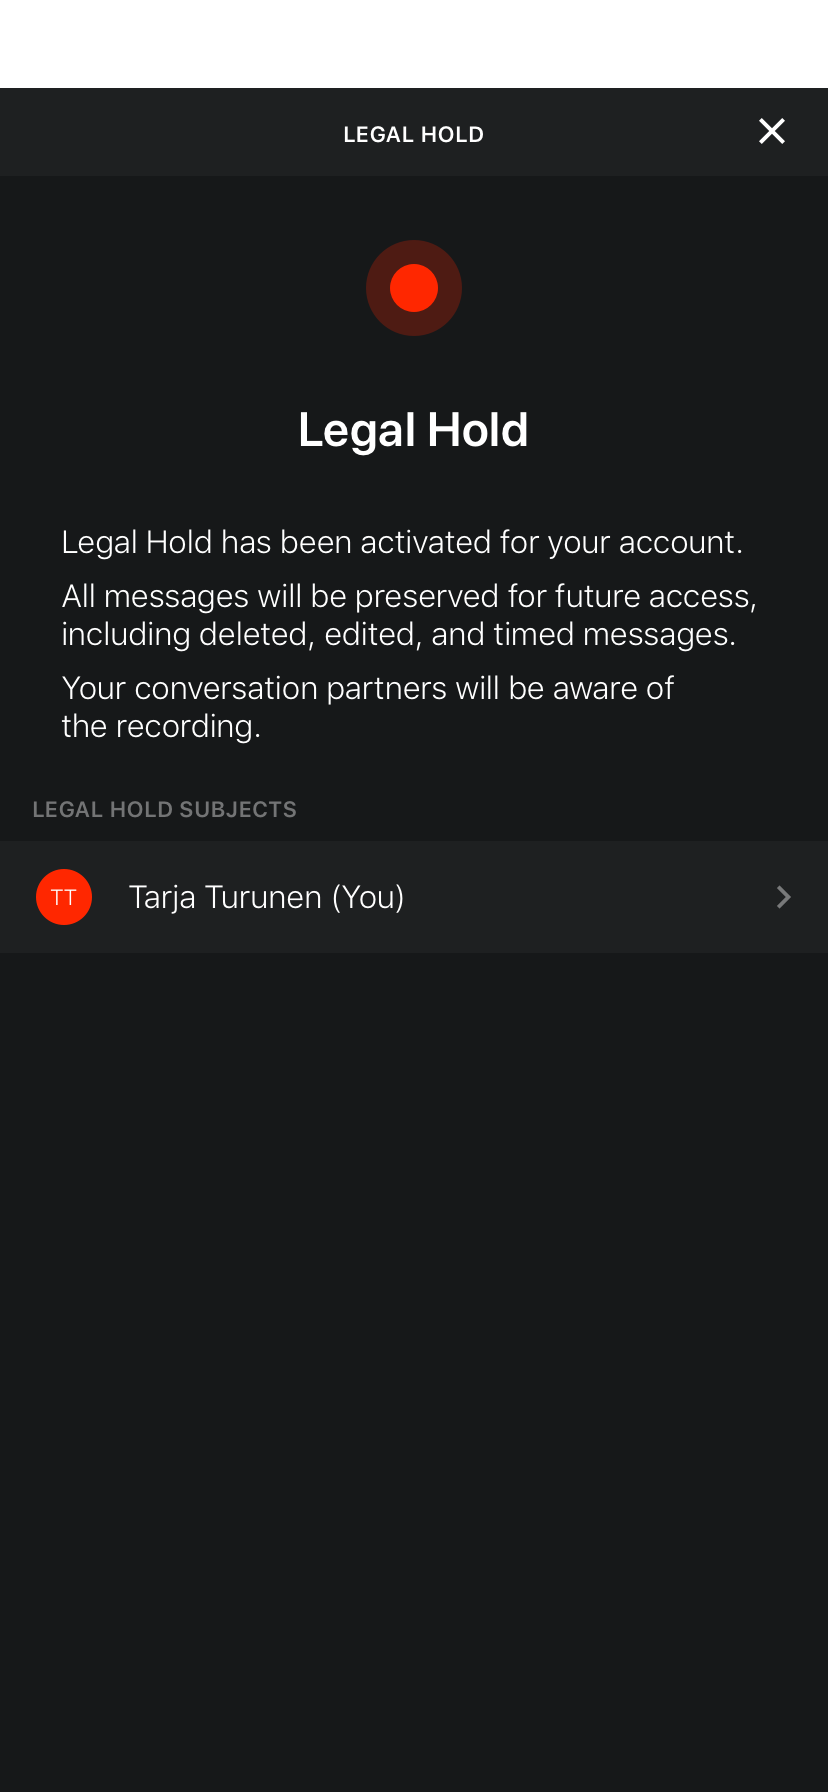 LEGAL HOLD
Legal Hold
Legal Hold has been activated for your account.
All messages will be preserved for future access,
including deleted, edited, and timed messages.
Your conversation partners will be aware of
the recording.
LEGAL HOLD SUBJECTS
TT
Tarja Turunen (You)